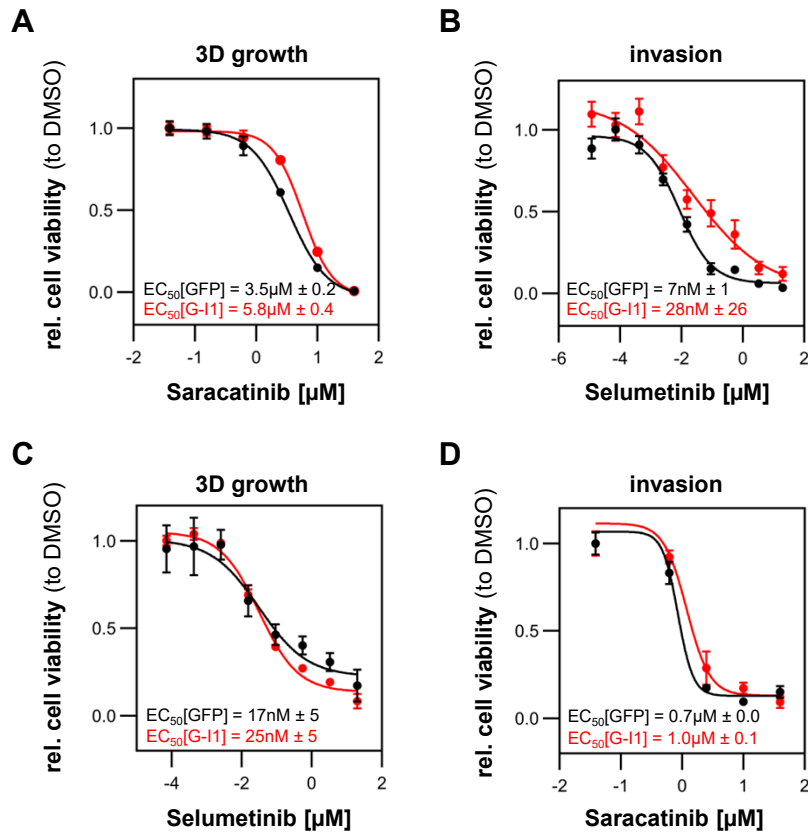 A
3D growth
rel. cell viability (to DMSO)
1.0
0.5
0.0
EC50[GFP] = 3.5µM ± 0.2
EC50[G-I1] = 5.8µM ± 0.4
-2 -1 0 1 2
Saracatinib [µM]
B
invasion
rel. cell viability (to DMSO)
1.0
0.5
0.0
EC50[GFP] = 7nM ± 1
EC50[G-I1] = 28nM ± 26
-6 -4 -2 0 2
Selumetinib [µM]
C
3D growth
rel. cell viability (to DMSO)
1.0
0.5
0.0
EC50[GFP] = 17nM ± 5
EC50[G-I1] = 25nM ± 5
-4 -2 0 2
Selumetinib [µM]
D
invasion
rel. cell viability (to DMSO)
1.0
0.5
0.0
EC50[GFP] = 0.7µM ± 0.0
EC50[G-I1] = 1.0µM ± 0.1
-2 -1 0 1 2
Saracatinib [µM]